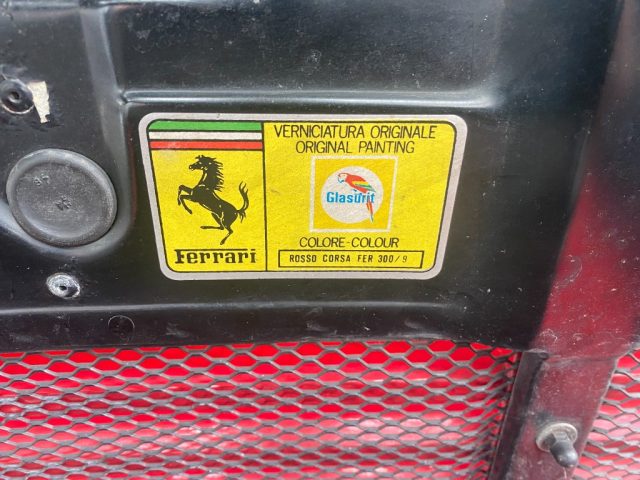 VERNICIATURA ORIGINALE
ORIGINAL PAINTING
Glasurit
Ferrari
COLORE-COLOUR
ROSSO CORSA FER 300/9